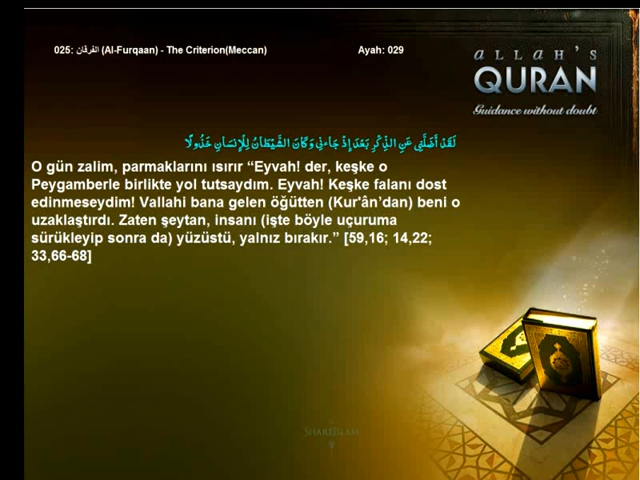 025: الفرقان (Al-Furqaan) - The Criterion(Meccan)
Ayah: 029
ALLAH'S
QURAN
Guidance without doubt
لَقَدْ أَضَلَّنِي عَنِ الذِّكْرِ بَعْدَ إِذْ جَاءَنِي وَكَانَ الشَّيْطَانُ لِلْإِنسَانِ خَذُولًا
O gün zalim, parmaklarını ısırır “Eyvah! der, keşke o
Peygamberle birlikte yol tutsaydım. Eyvah! Keşke falanı dost
edinmeseydim! Vallahi bana gelen öğütten (Kur'ân’dan) beni o
uzaklaştırdı. Zaten şeytan, insanı (işte böyle uçuruma
sürükleyip sonra da) yüzüstü, yalnız bırakır.” [59,16; 14,22;
33,66-68]
SHAREISLAM